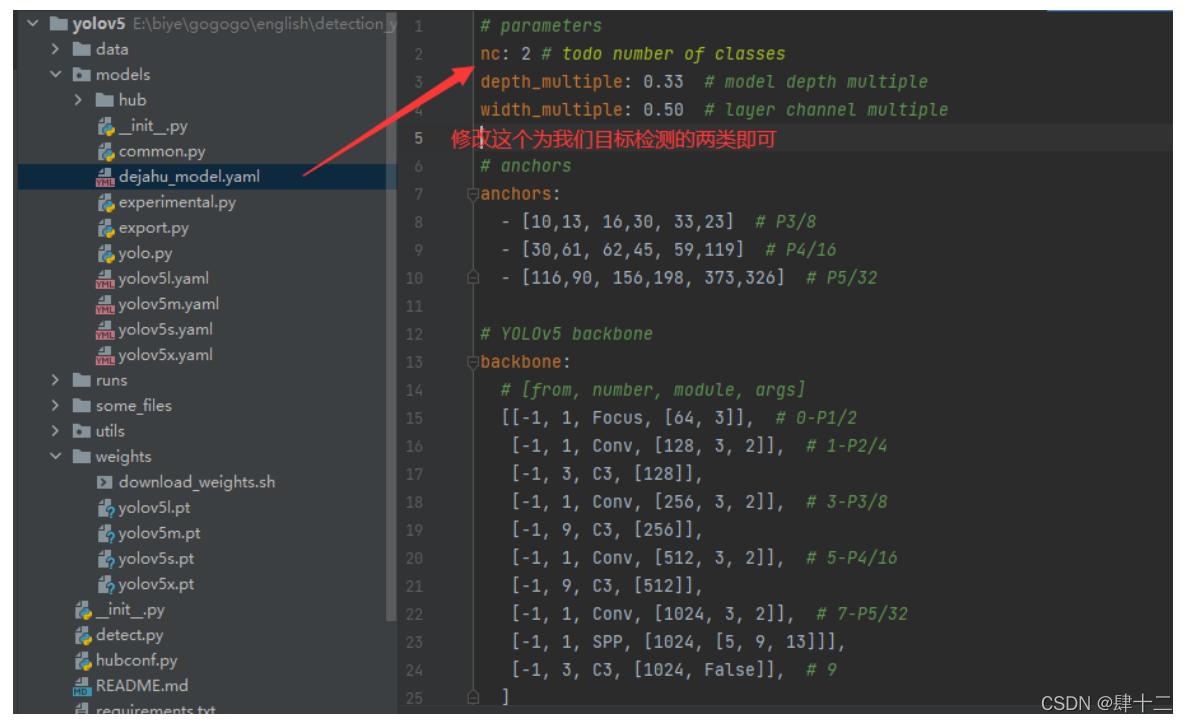 yolov5 E:\biye\gogogo\english\detection_y
data
models
hub
__init__.py
common.py
dejahu_model.yaml
experimental.py
export.py
yolo.py
yolov5l.yaml
yolov5m.yaml
yolov5s.yaml
yolov5x.yaml
runs
some_files
utils
weights
download_weights.sh
yolov5l.pt
yolov5m.pt
yolov5s.pt
yolov5x.pt
__init__.py
detect.py
hubconf.py
README.md
requirements.txt
1 # parameters
2 nc: 2 # todo number of classes
3 depth_multiple: 0.33 # model depth multiple
4 width_multiple: 0.50 # layer channel multiple
5 修改这个为我们目标检测的两类即可
6 # anchors
7 anchors:
8 - [10,13, 16,30, 33,23] # P3/8
9 - [30,61, 62,45, 59,119] # P4/16
10 - [116,90, 156,198, 373,326] # P5/32
11
12 # YOLOv5 backbone
13 backbone:
14 # [from, number, module, args]
15 [[-1, 1, Focus, [64, 3]], # 0-P1/2
16 [-1, 1, Conv, [128, 3, 2]], # 1-P2/4
17 [-1, 3, C3, [128]],
18 [-1, 1, Conv, [256, 3, 2]], # 3-P3/8
19 [-1, 9, C3, [256]],
20 [-1, 1, Conv, [512, 3, 2]], # 5-P4/16
21 [-1, 9, C3, [512]],
22 [-1, 1, Conv, [1024, 3, 2]], # 7-P5/32
23 [-1, 1, SPP, [1024, [5, 9, 13]]],
24 [-1, 3, C3, [1024, False]], # 9
25 ]
CSDN @肆十二